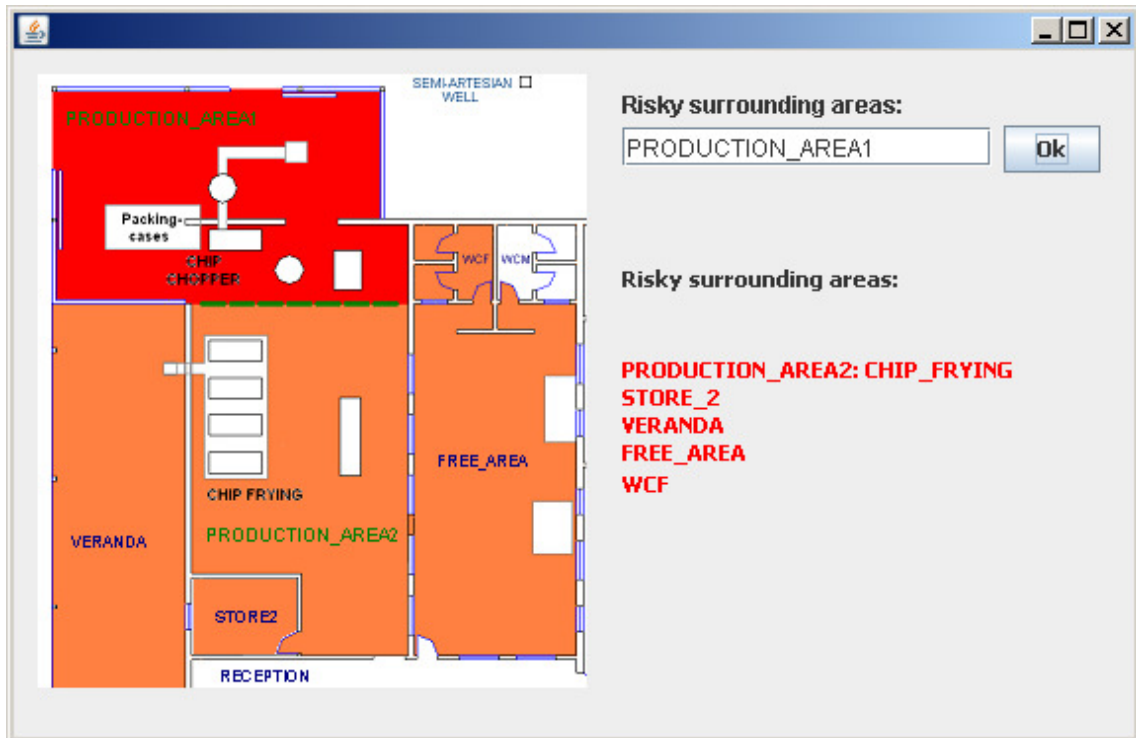 SEMI-ARTESIAN
WELL
PRODUCTION_AREA1
Packing-
cases
CHIP
CHOPPER
WCF
WCM
FREE_AREA
CHIP FRYING
PRODUCTION_AREA2
VERANDA
STORE2
RECEPTION
Risky surrounding areas:
PRODUCTION_AREA1
Ok
Risky surrounding areas:
PRODUCTION_AREA2: CHIP_FRYING
STORE_2
VERANDA
FREE_AREA
WCF